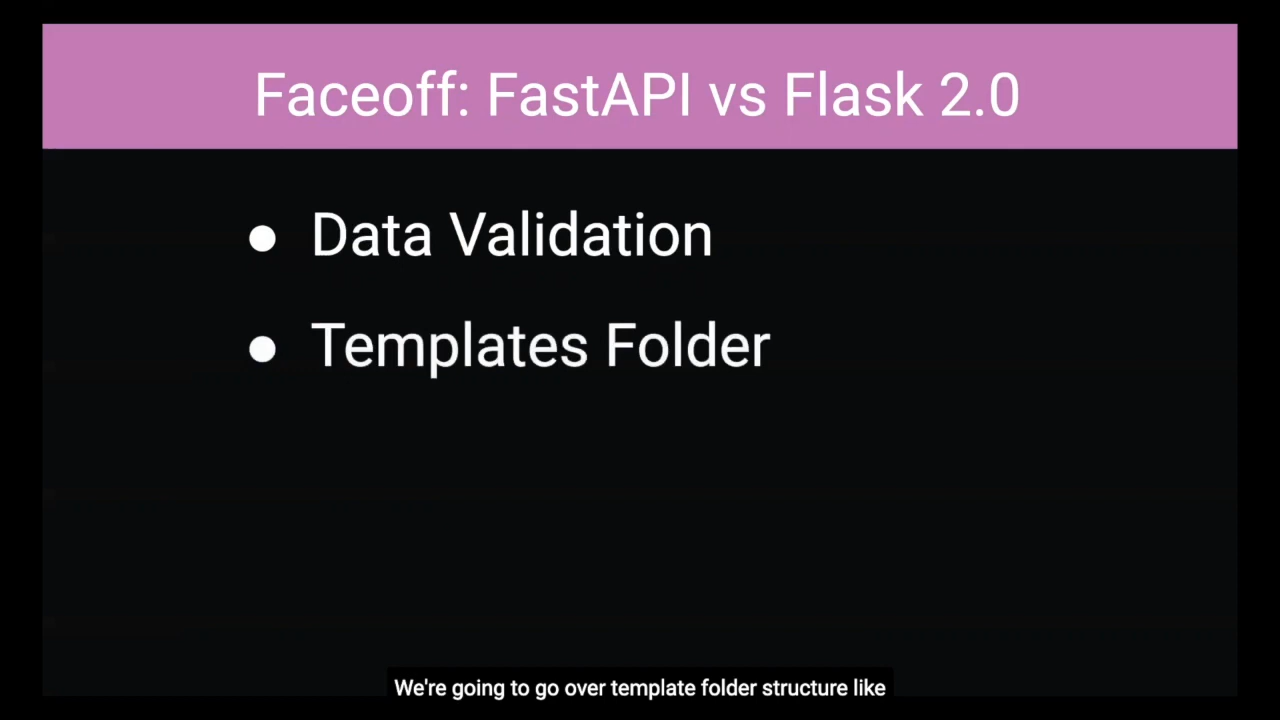 Faceoff: FastAPI vs Flask 2.0
● Data Validation
● Templates Folder
We're going to go over template folder structure like